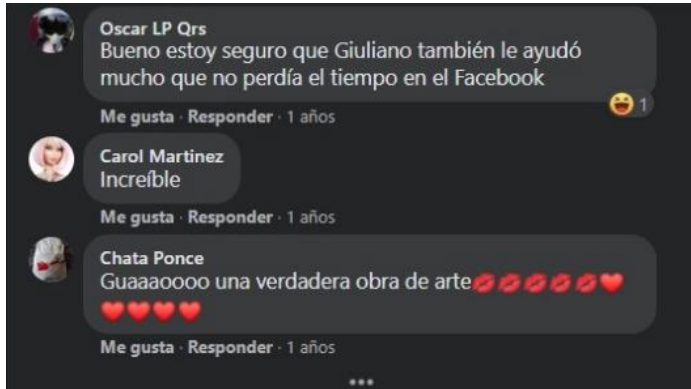 Oscar LP Qrs
Bueno estoy seguro que Giuliano también le ayudó
mucho que no perdía el tiempo en el Facebook
😆 1
Me gusta · Responder · 1 años
Carol Martinez
Increíble
Me gusta · Responder · 1 años
Chata Ponce
Guaaaoooo una verdadera obra de arte💋💋💋💋💋❤️
❤️❤️❤️❤️
Me gusta · Responder · 1 años